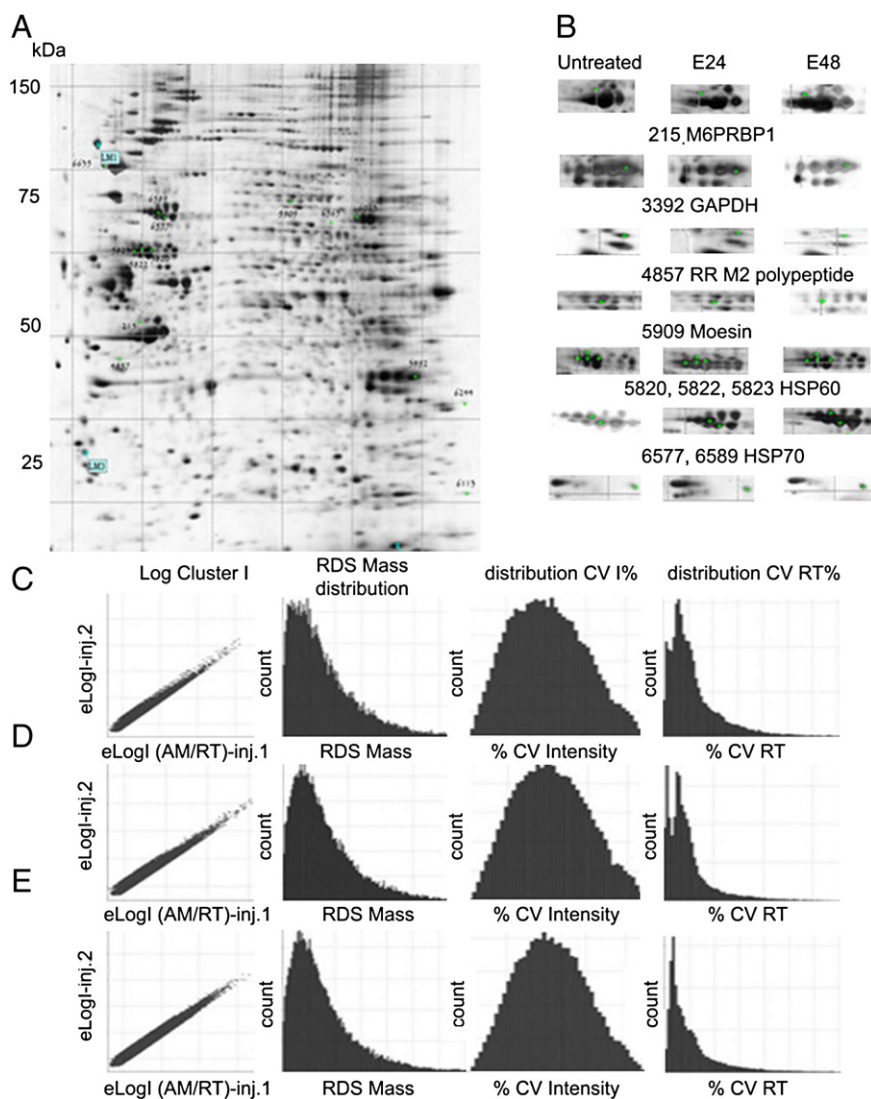 A
kDa
150
75
50
25
LM1
6655
6589
6577
5909
6565
5822
215
4857
6244
6113
LM3
B
Untreated E24 E48
215 M6PRBP1
3392 GAPDH
4857 RR M2 polypeptide
5909 Moesin
5820, 5822, 5823 HSP60
6577, 6589 HSP70
C
Log Cluster I
RDS Mass
distribution
distribution CV I%
distribution CV RT%
eLogI-inj.2
count
count
count
D
eLogI (AM/RT)-inj.1
RDS Mass
% CV Intensity
% CV RT
eLogI-inj.2
count
count
count
E
eLogI (AM/RT)-inj.1
RDS Mass
% CV Intensity
% CV RT
eLogI-inj.2
count
count
count
eLogI (AM/RT)-inj.1
RDS Mass
% CV Intensity
% CV RT